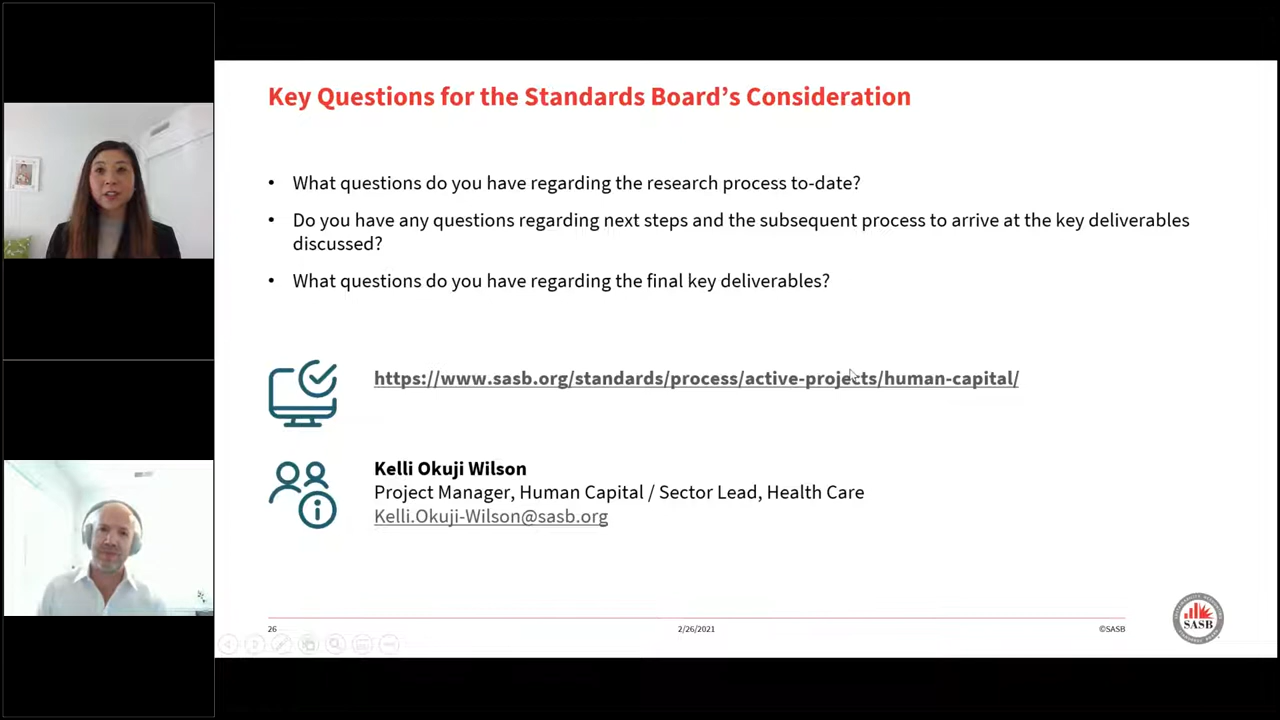 Key Questions for the Standards Board's Consideration
• What questions do you have regarding the research process to-date?
• Do you have any questions regarding next steps and the subsequent process to arrive at the key deliverables
discussed?
• What questions do you have regarding the final key deliverables?
https://www.sasb.org/standards/process/active-projects/human-capital/
Kelli Okuji Wilson
Project Manager, Human Capital / Sector Lead, Health Care
Kelli.Okuji-Wilson@sasb.org
26
2/26/2021
©SASB
SASB